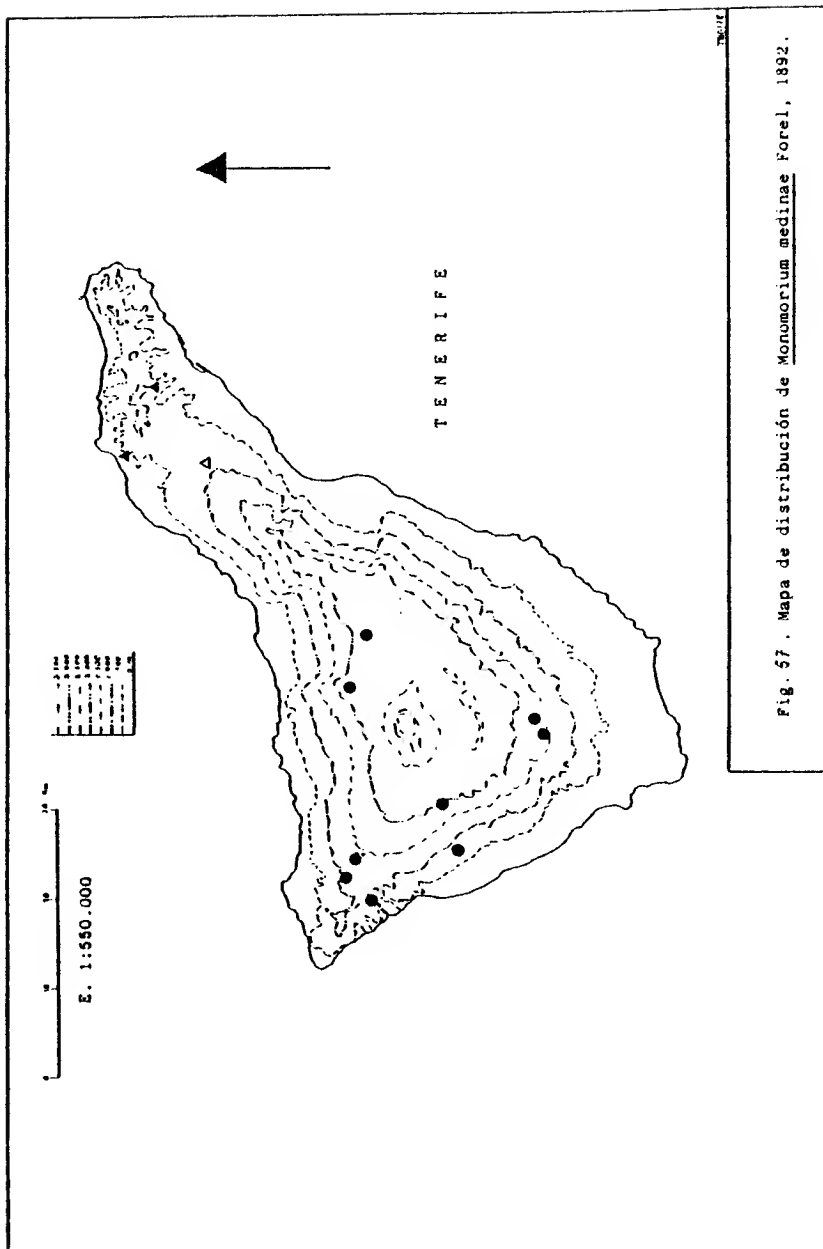 E. 1:550.000
TENERIFE
Fig. 57. Mapa de distribución de Monomorium medinae Forel, 1892.